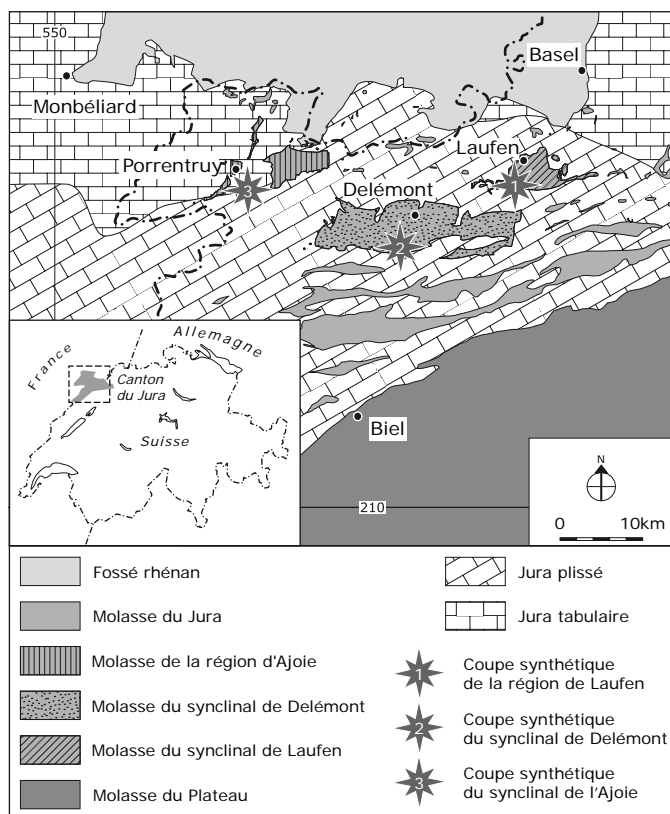 550
Basel
Monbéliard
Laufen
Porrentruy
1
3
Delémont
2
Allemagne
France
Canton
du Jura
Suisse
Biel
N
210
0 10km
Fossé rhénan
Molasse du Jura
Molasse de la région d'Ajoie
Molasse du synclinal de Delémont
Molasse du synclinal de Laufen
Molasse du Plateau
Jura plissé
Jura tabulaire
1
Coupe synthétique
de la région de Laufen
2
Coupe synthétique
du synclinal de Delémont
3
Coupe synthétique
du synclinal de l'Ajoie